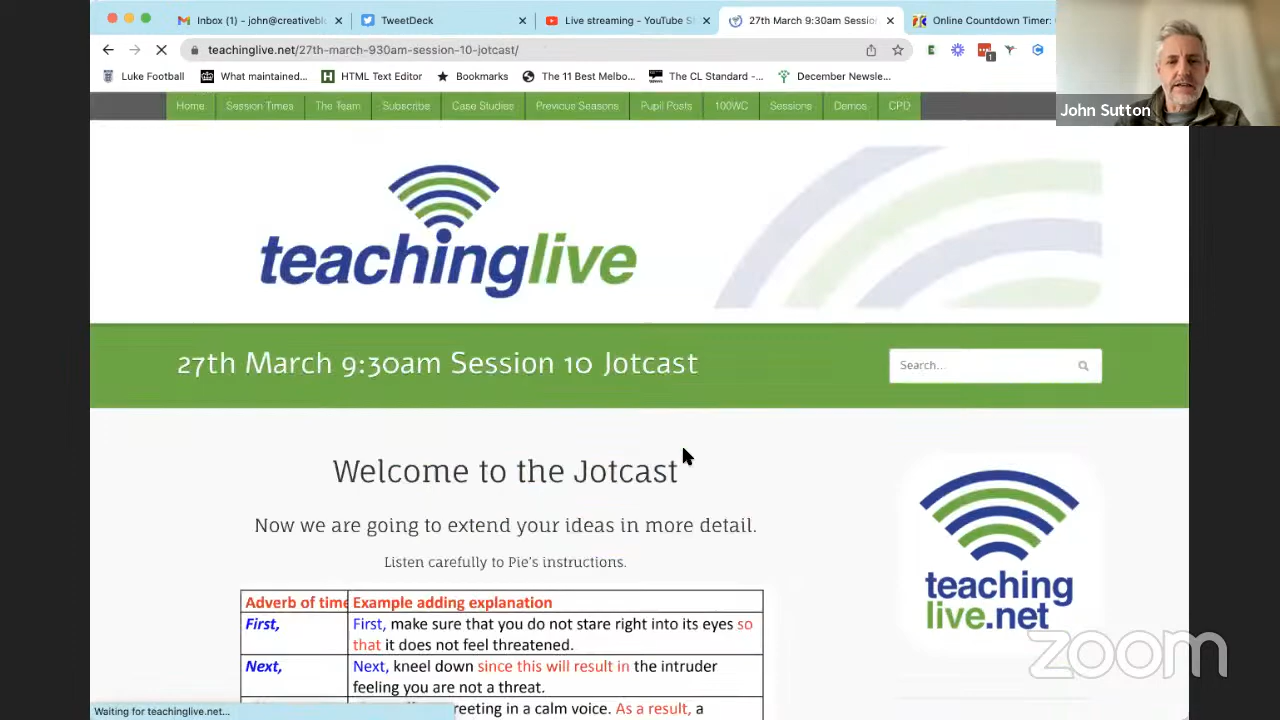 Inbox (1) - john@creativebl
TweetDeck
Live streaming - YouTube S
27th March 9:30am Sessio
Online Countdown Timer:
teachinglive.net/27th-march-930am-session-10-jotcast/
1
Luke Football
What maintained...
HTML Text Editor
Bookmarks
The 11 Best Melbo...
The CL Standard -...
December Newsle...
John Sutton
Home
Session Times
The Team
Subscribe
Case Studies
Previous Seasons
Pupil Posts
100WC
Sessions
Demos
CPD
teachinglive
27th March 9:30am Session 10 Jotcast
Search...
Welcome to the Jotcast
Now we are going to extend your ideas in more detail.
Listen carefully to Pie's instructions.
Adverb of time
Example adding explanation
First,
First, make sure that you do not stare right into its eyes so
that it does not feel threatened.
Next,
Next, kneel down since this will result in the intruder
feeling you are not a threat.
reeting in a calm voice. As a result, a
teaching
live.net
zoom
Waiting for teachinglive.net...